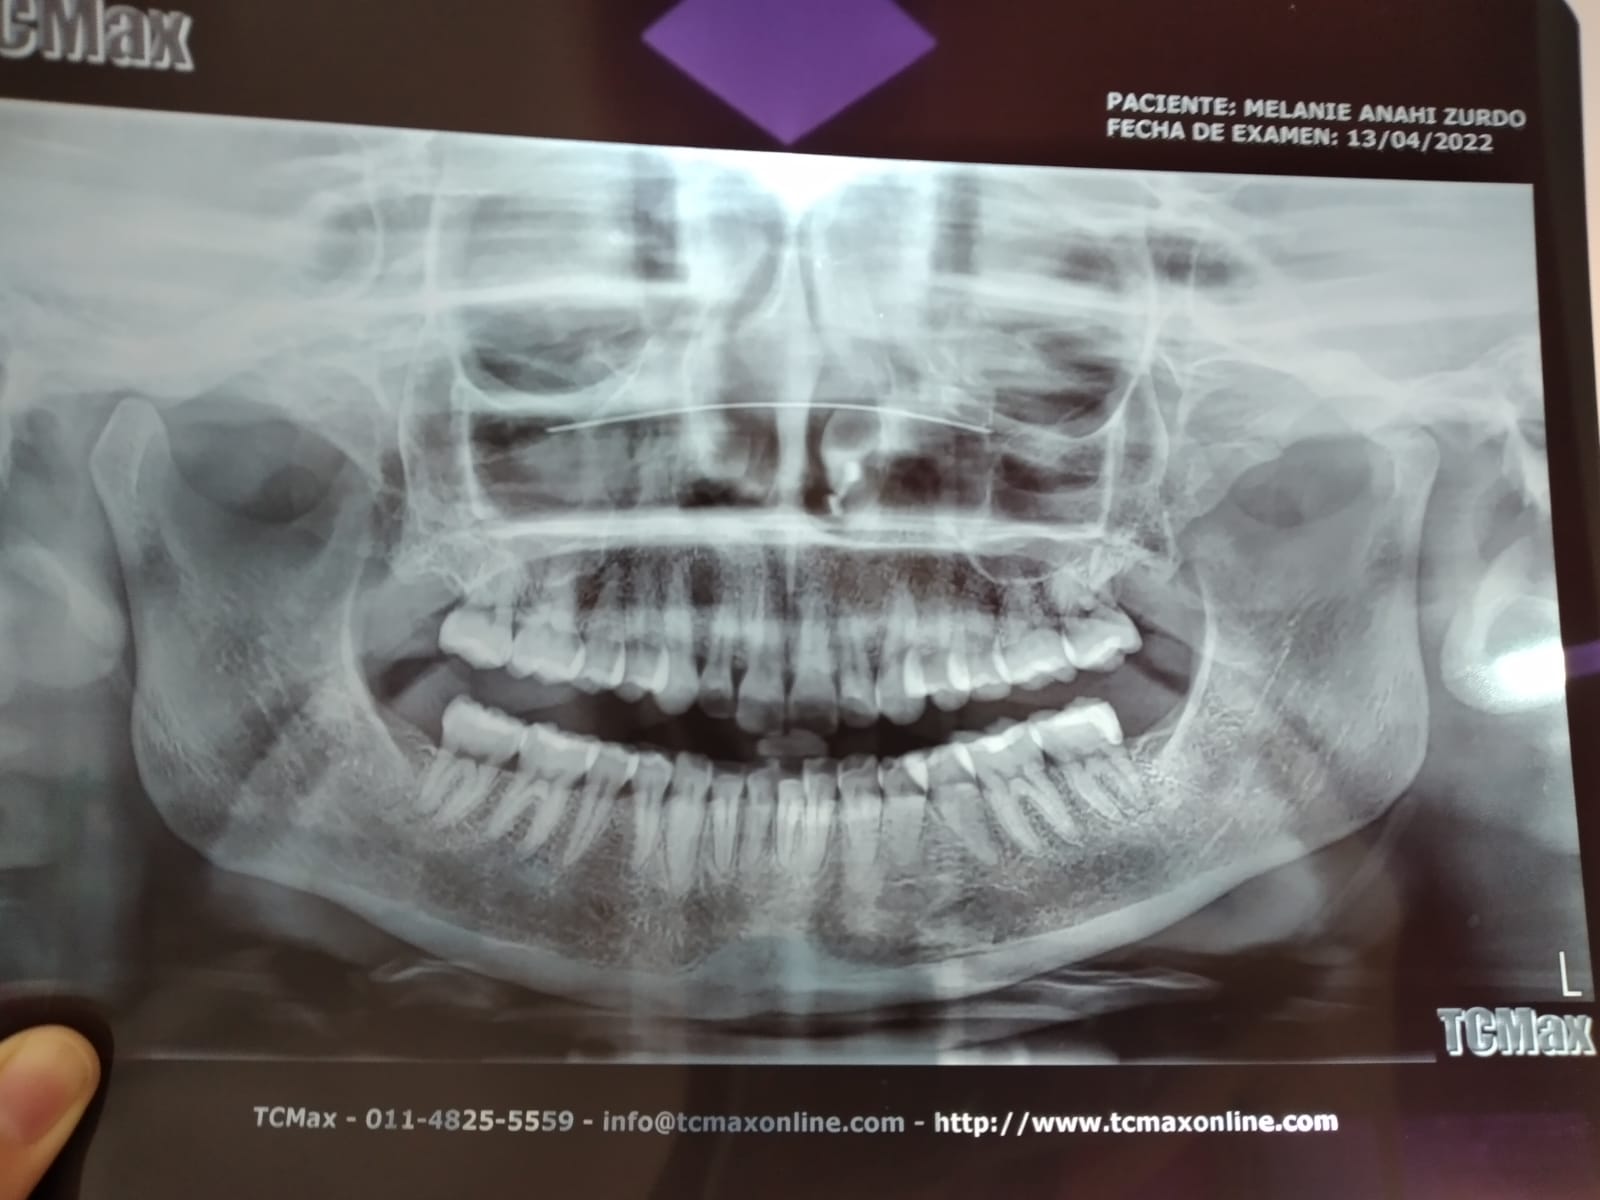 TCMax
PACIENTE: MELANIE ANAHI ZURDO
FECHA DE EXAMEN: 13/04/2022
L
TCMax
TCMax - 011-4825-5559 - info@tcmaxonline.com - http://www.tcmaxonline.com